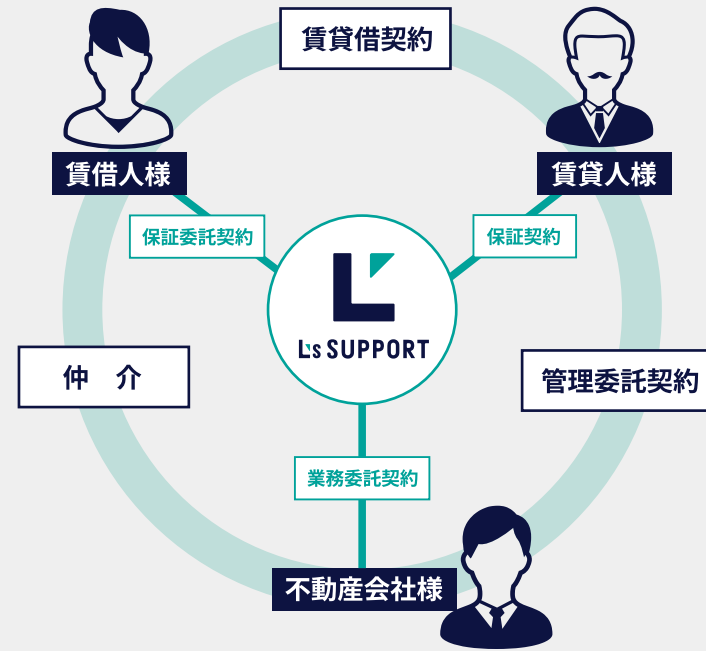 賃貸借契約
賃借人様
賃貸人様
保証委託契約
保証契約
L's SUPPORT
仲　介
管理委託契約
業務委託契約
不動産会社様